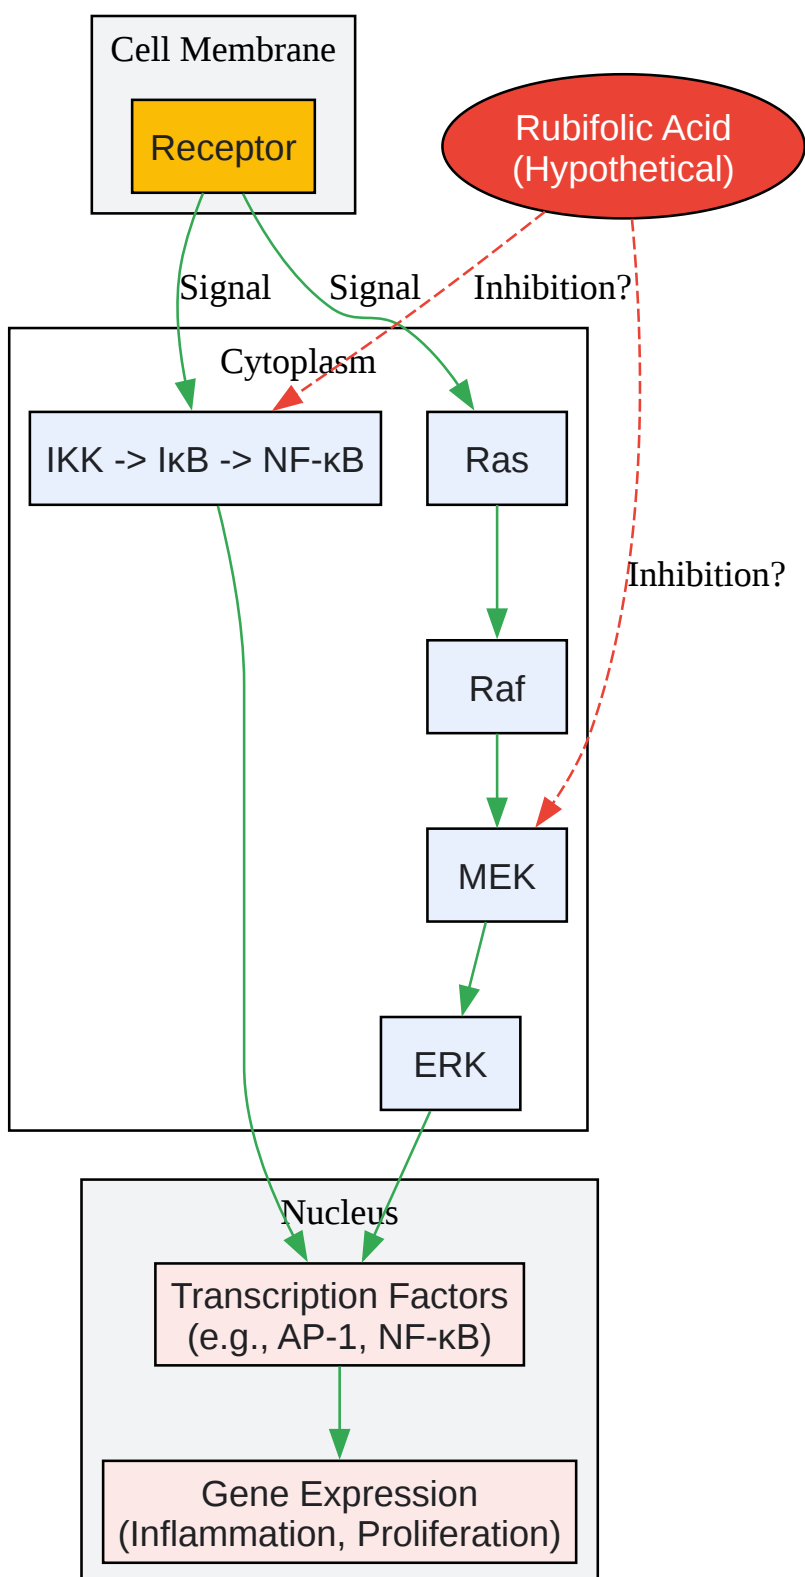 Cell Membrane
Receptor
Rubifolic Acid
(Hypothetical)
Signal
Signal
Inhibition?
Cytoplasm
IKK -> IκB -> NF-κB
Ras
Inhibition?
Raf
MEK
ERK
Nucleus
Transcription Factors
(e.g., AP-1, NF-κB)
Gene Expression
(Inflammation, Proliferation)